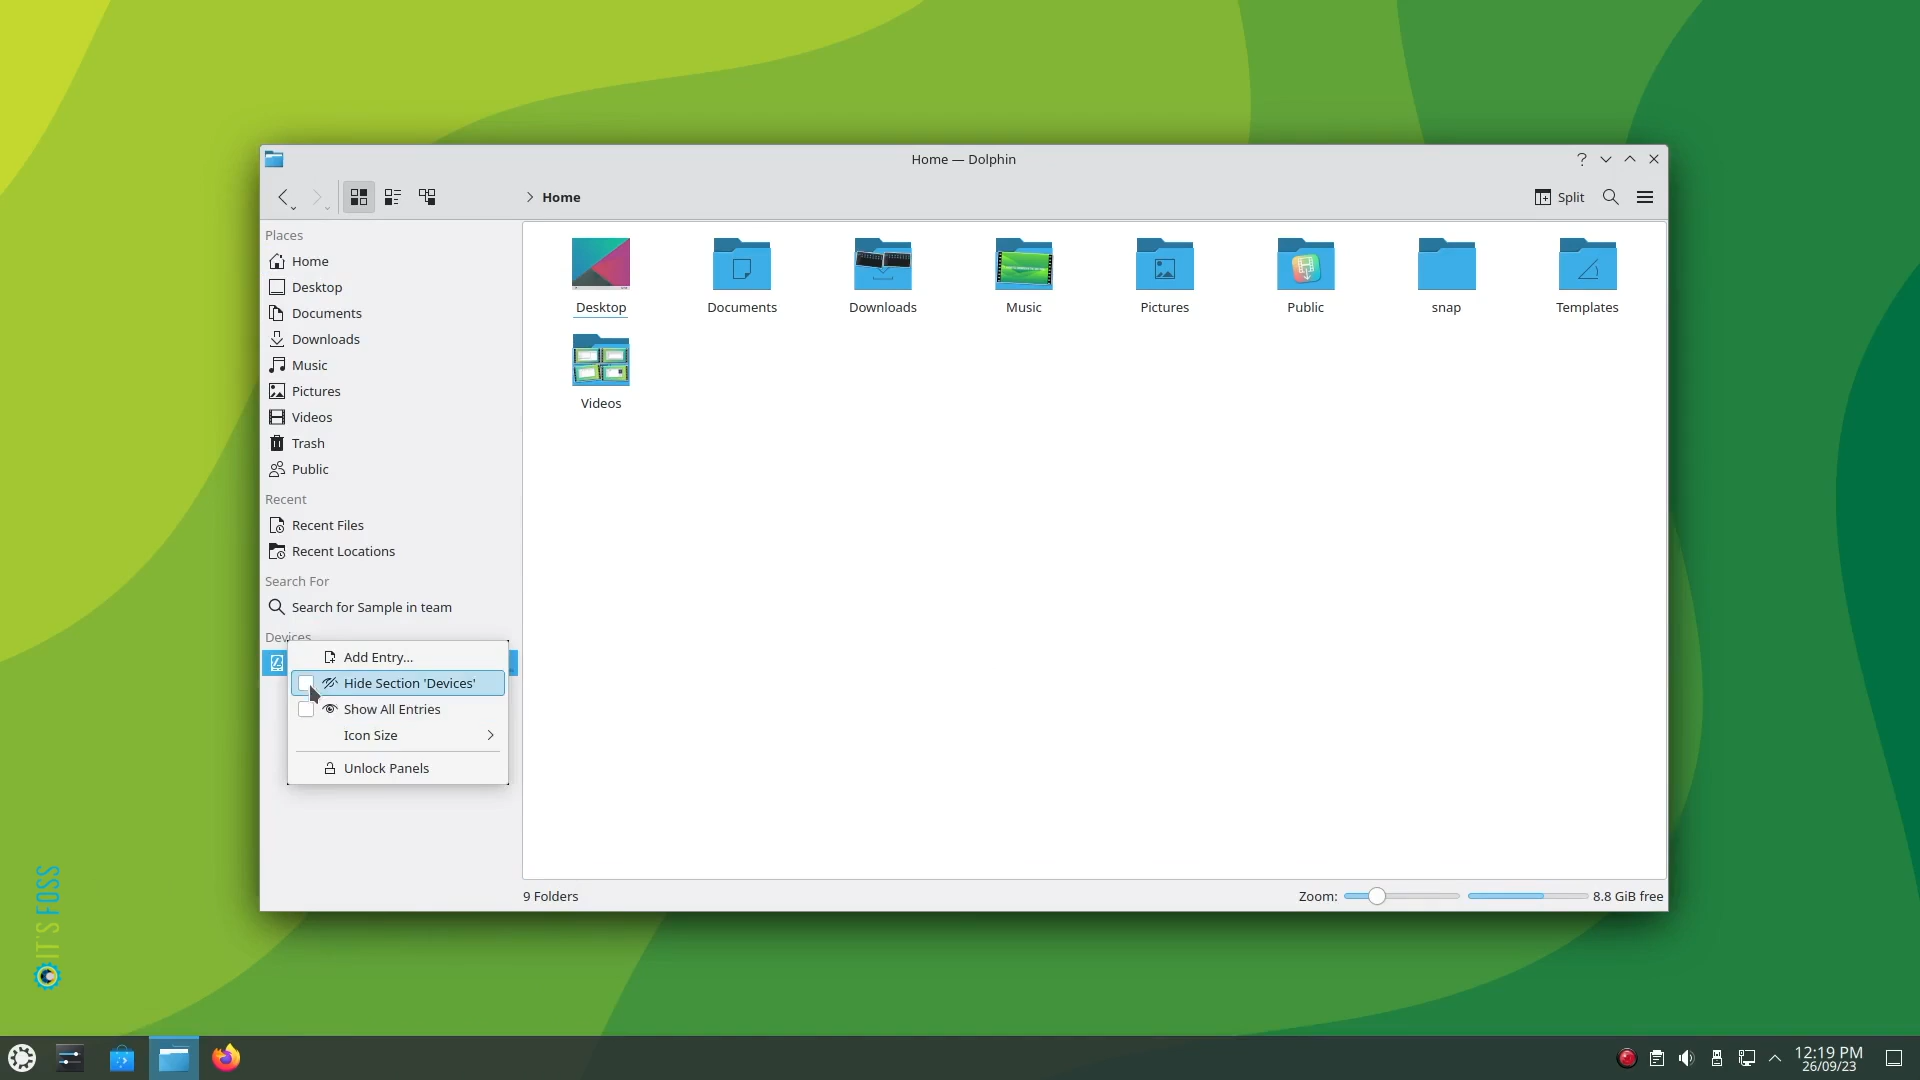 Home — Dolphin
Home
Split
Places
Home
Desktop
Documents
Downloads
Music
Pictures
Videos
Trash
Public
Recent
Recent Files
Recent Locations
Search For
Search for Sample in team
Devices
Add Entry...
Hide Section 'Devices'
Show All Entries
Icon Size
Unlock Panels
Desktop
Documents
Downloads
Music
Pictures
Public
snap
Templates
Videos
9 Folders
Zoom:
8.8 GiB free
IT'S FOSS
12:19 PM
26/09/23